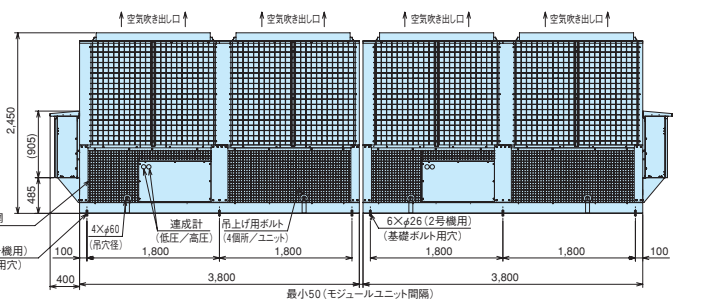 空気吹き出し口
空気吹き出し口
空気吹き出し口
空気吹き出し口
2,450
(905)
485
4×φ60
(吊穴径)
連成計
(低圧/高圧)
吊上げ用ボルト
(4個所/ユニット)
6×φ26(2号機用)
(基礎ボルト用穴)
機用)
用穴)
100
1,800
1,800
1,800
1,800
100
400
3,800
3,800
最小50(モジュールユニット間隔)